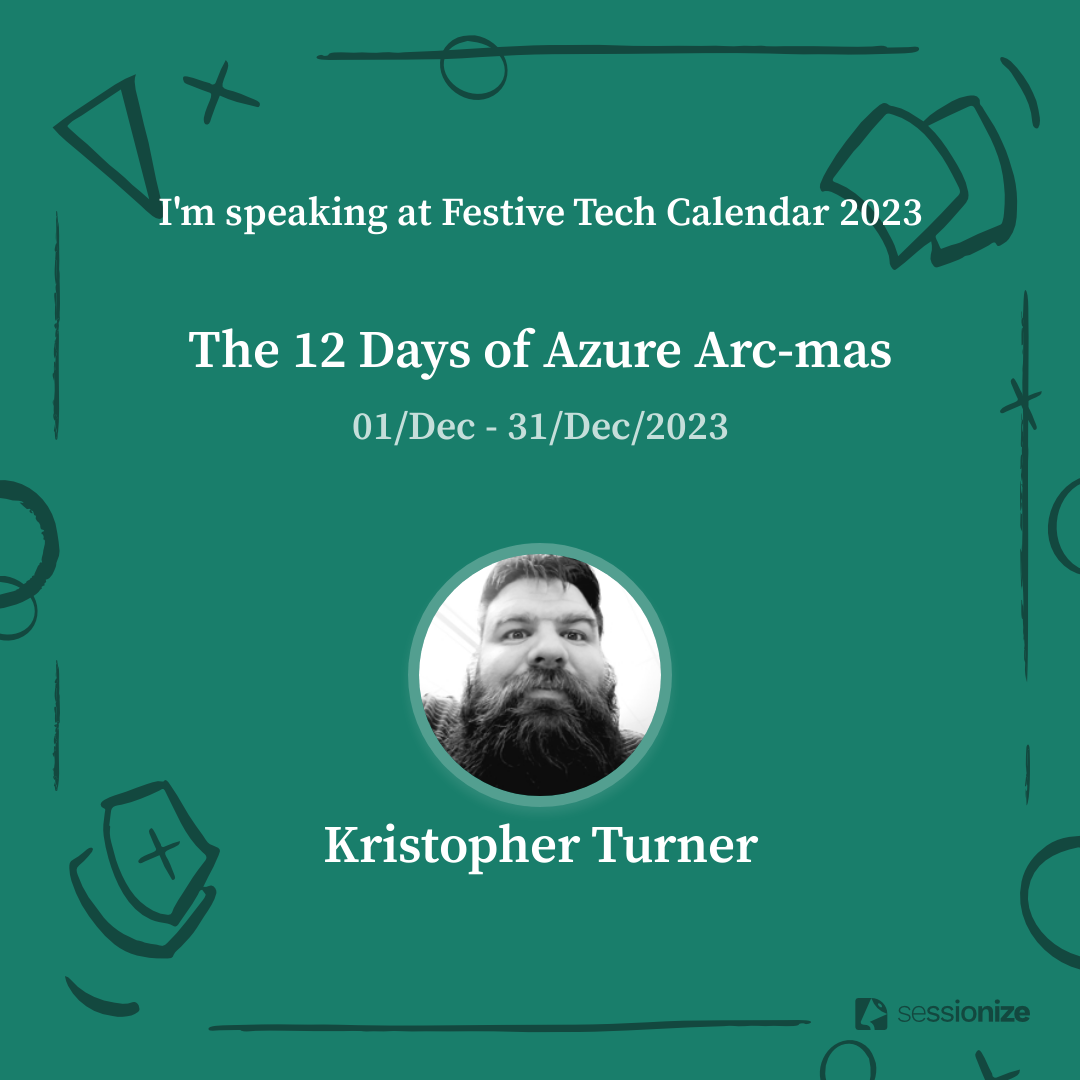 I'm speaking at Festive Tech Calendar 2023
The 12 Days of Azure Arc-mas
01/Dec - 31/Dec/2023
Kristopher Turner
sessionize